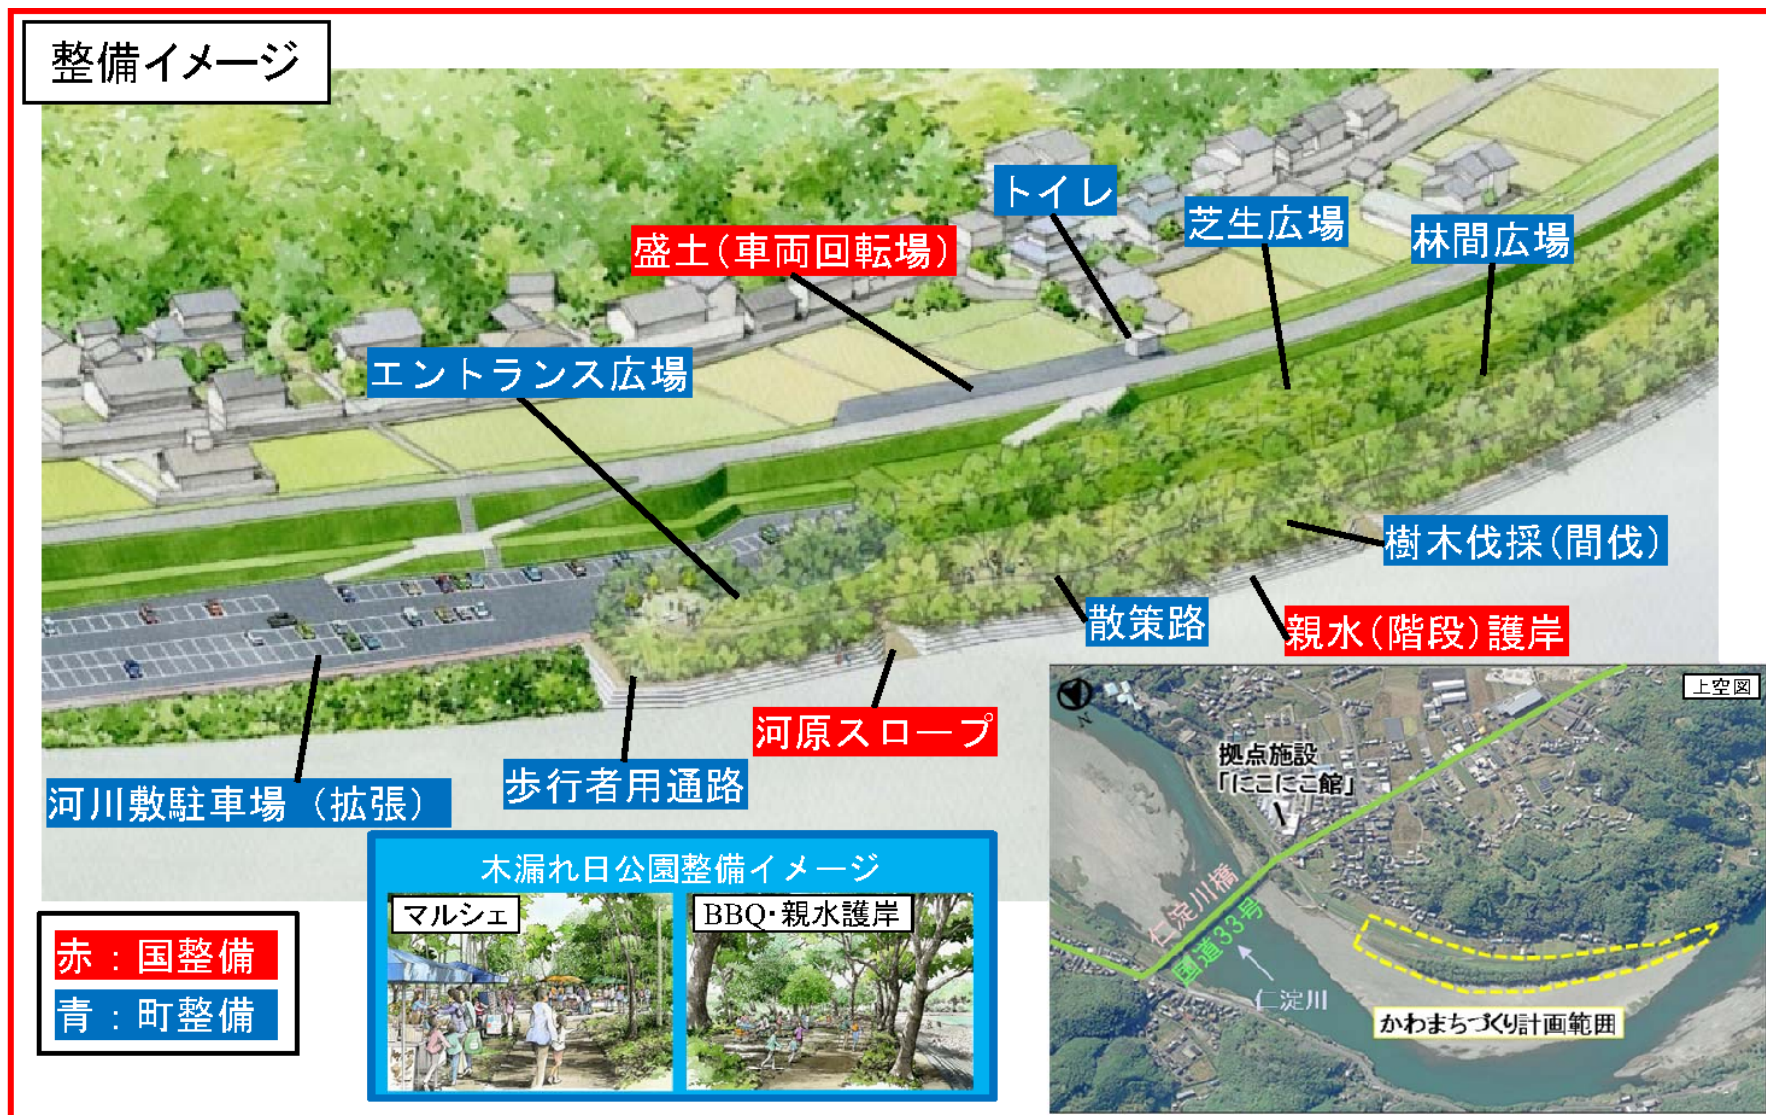 整備イメージ
トイレ
芝生広場
林間広場
盛土(車両回転場)
エントランス広場
樹木伐採(間伐)
散策路
親水(階段)護岸
河原スロープ
歩行者用通路
河川敷駐車場（拡張）
木漏れ日公園整備イメージ
マルシェ
BBQ・親水護岸
赤：国整備
青：町整備
上空図
N
拠点施設
「にこにこ館」
仁淀川橋
国道33号
仁淀川
かわまちづくり計画範囲